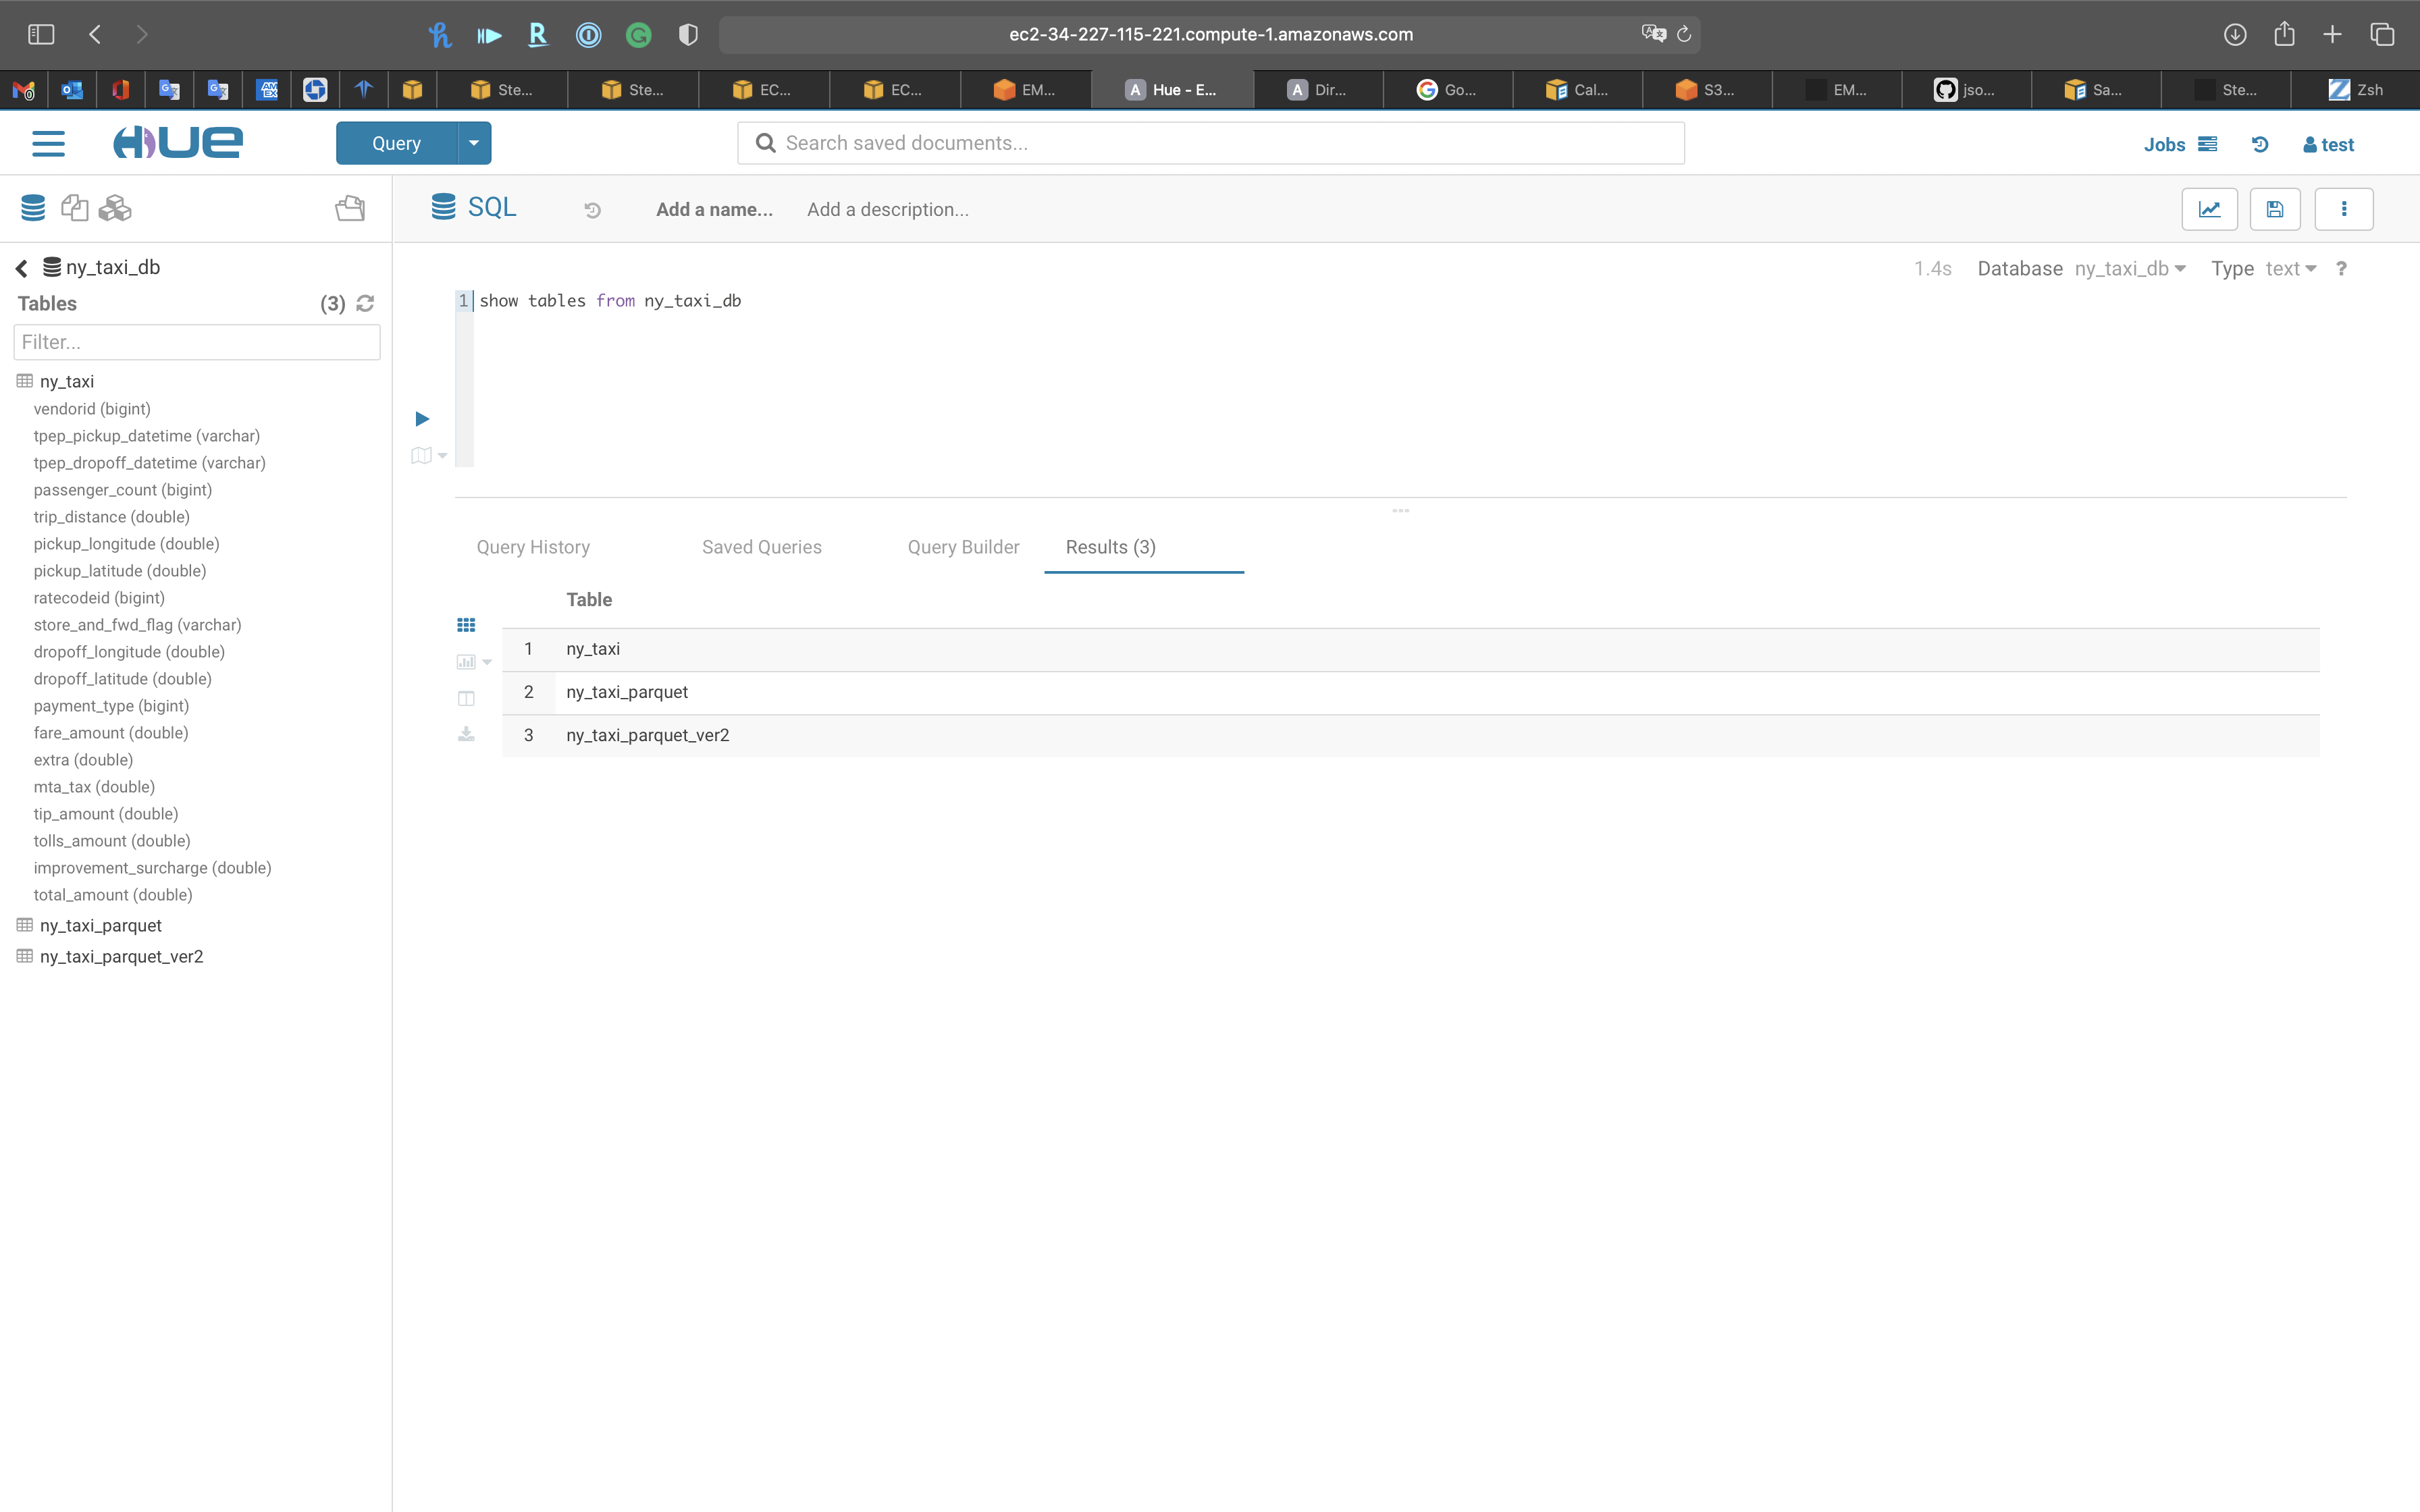 ec2-34-227-115-221.compute-1.amazonaws.com
Ste... Ste... EC... EC... EM... A Hue - E... A Dir... Go... Cal... S3... EM... jso... Sa... Ste... Zsh
HUE Query Search saved documents... Jobs test
SQL Add a name... Add a description...
ny_taxi_db
Tables (3)
Filter...
ny_taxi
vendorid (bigint)
tpep_pickup_datetime (varchar)
tpep_dropoff_datetime (varchar)
passenger_count (bigint)
trip_distance (double)
pickup_longitude (double)
pickup_latitude (double)
ratecodeid (bigint)
store_and_fwd_flag (varchar)
dropoff_longitude (double)
dropoff_latitude (double)
payment_type (bigint)
fare_amount (double)
extra (double)
mta_tax (double)
tip_amount (double)
tolls_amount (double)
improvement_surcharge (double)
total_amount (double)
ny_taxi_parquet
ny_taxi_parquet_ver2
1.4s Database ny_taxi_db Type text ?
1 show tables from ny_taxi_db
Query History Saved Queries Query Builder Results (3)
Table
1 ny_taxi
2 ny_taxi_parquet
3 ny_taxi_parquet_ver2